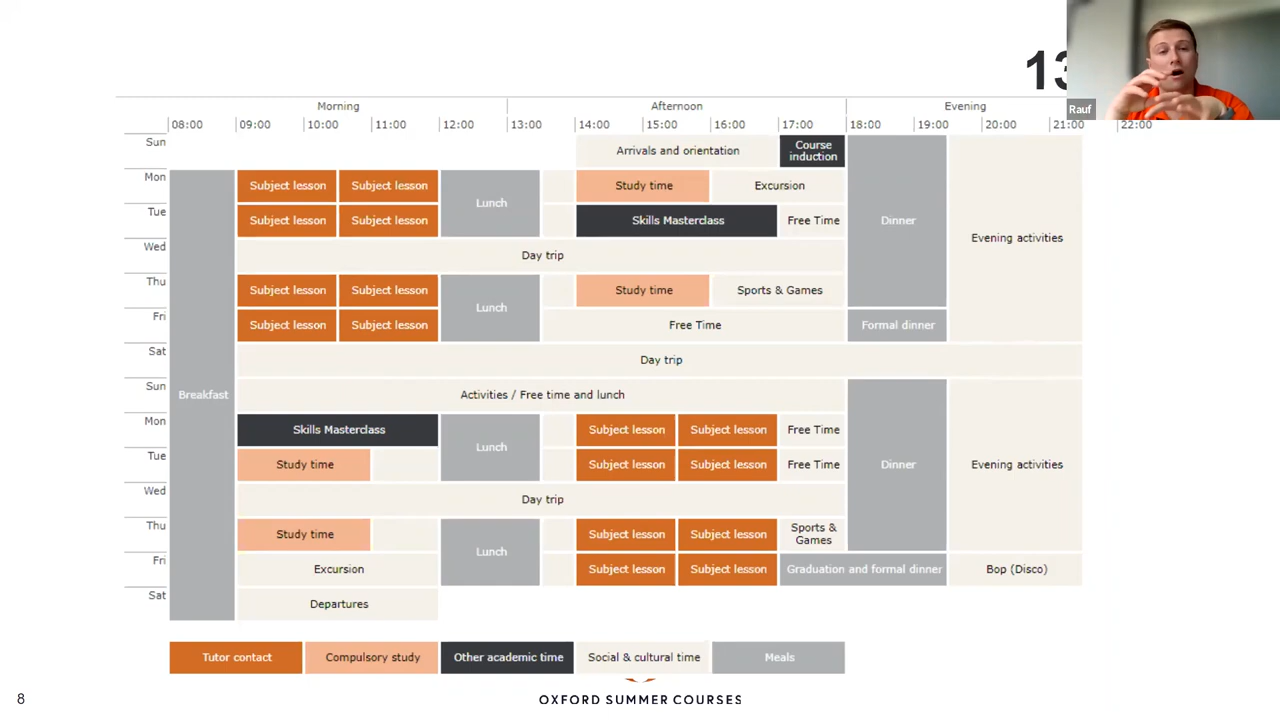 13
Rauf
Morning Afternoon Evening
08:00 09:00 10:00 11:00 12:00 13:00 14:00 15:00 16:00 17:00 18:00 19:00 20:00 21:00 22:00
Sun Arrivals and orientation Course induction
Mon Subject lesson Subject lesson Lunch Study time Excursion
Tue Subject lesson Subject lesson Skills Masterclass Free Time Dinner
Wed Day trip Evening activities
Thu Subject lesson Subject lesson Lunch Study time Sports & Games
Fri Subject lesson Subject lesson Free Time Formal dinner
Sat Day trip
Sun Breakfast Activities / Free time and lunch
Mon Skills Masterclass Lunch Subject lesson Subject lesson Free Time
Tue Study time Subject lesson Subject lesson Free Time Dinner Evening activities
Wed Day trip
Thu Study time Lunch Subject lesson Subject lesson Sports & Games
Fri Excursion Subject lesson Subject lesson Graduation and formal dinner Bop (Disco)
Sat Departures
Tutor contact Compulsory study Other academic time Social & cultural time Meals
8
OXFORD SUMMER COURSES